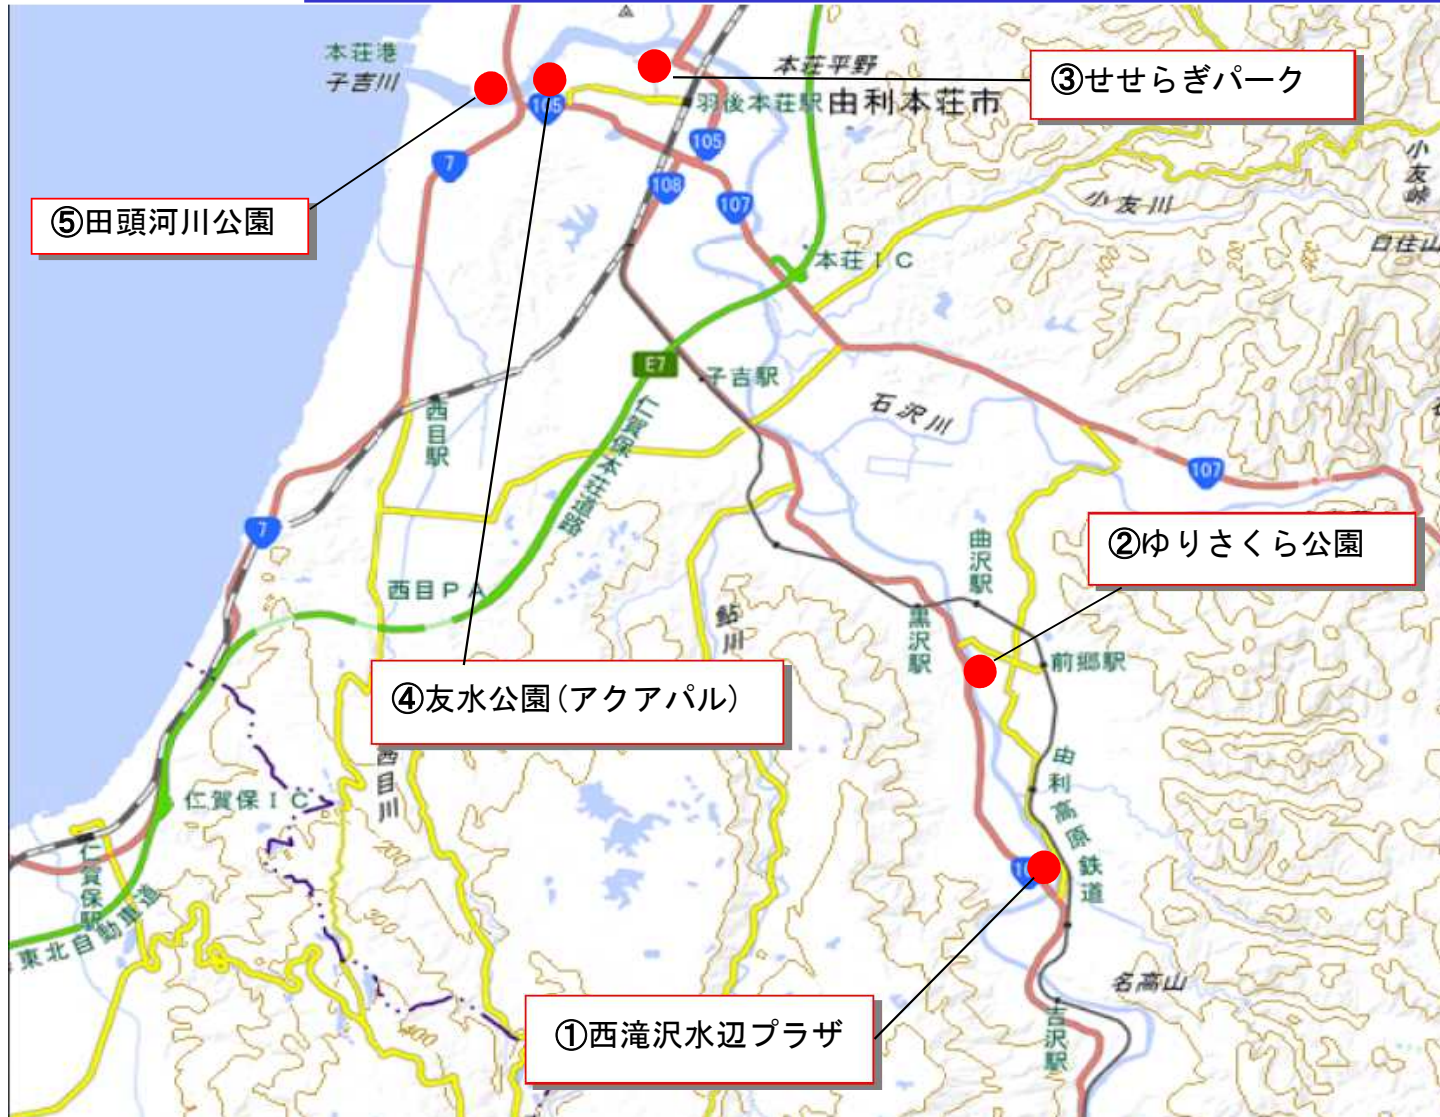 本荘港
子吉川
本荘平野
③せせらぎパーク
羽後本荘駅
由利本荘市
105
105
7
108
107
小友峠
小友川
⑤田頭河川公園
本荘IC
E7
子吉駅
仁賀保本荘道路
石沢川
西目駅
107
7
曲沢駅
②ゆりさくら公園
西目PA
鮎川
黒沢駅
前郷駅
④友水公園(アクアパル)
西目川
由利高原鉄道
仁賀保IC
仁賀保駅
200
300
400
東北自動車道
名高山
①西滝沢水辺プラザ
吉沢駅